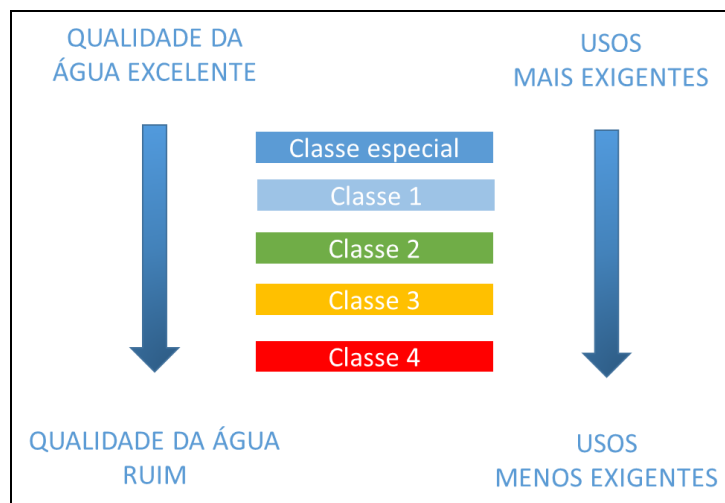 QUALIDADE DA
ÁGUA EXCELENTE
USOS
MAIS EXIGENTES
Classe especial
Classe 1
Classe 2
Classe 3
Classe 4
QUALIDADE DA ÁGUA
RUIM
USOS
MENOS EXIGENTES